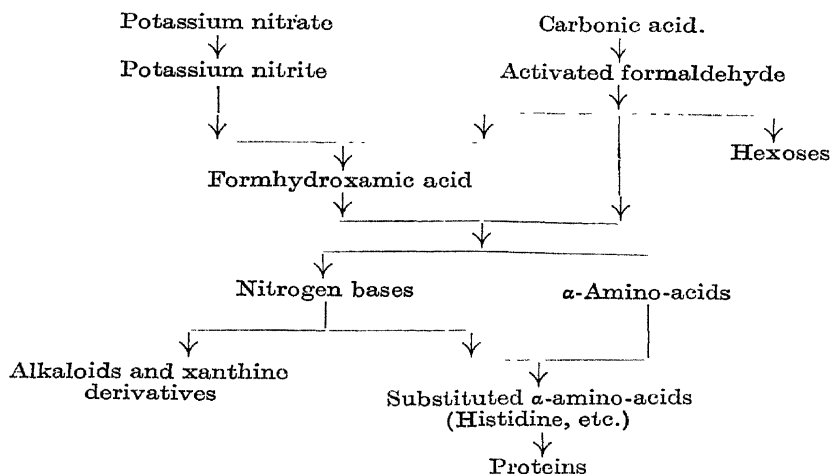 Potassium nitrate
Carbonic acid.
Potassium nitrite
Activated formaldehyde
Hexoses
Formhydroxamic acid
Nitrogen bases
α-Amino-acids
Alkaloids and xanthine
derivatives
Substituted α-amino-acids
(Histidine, etc.)
Proteins